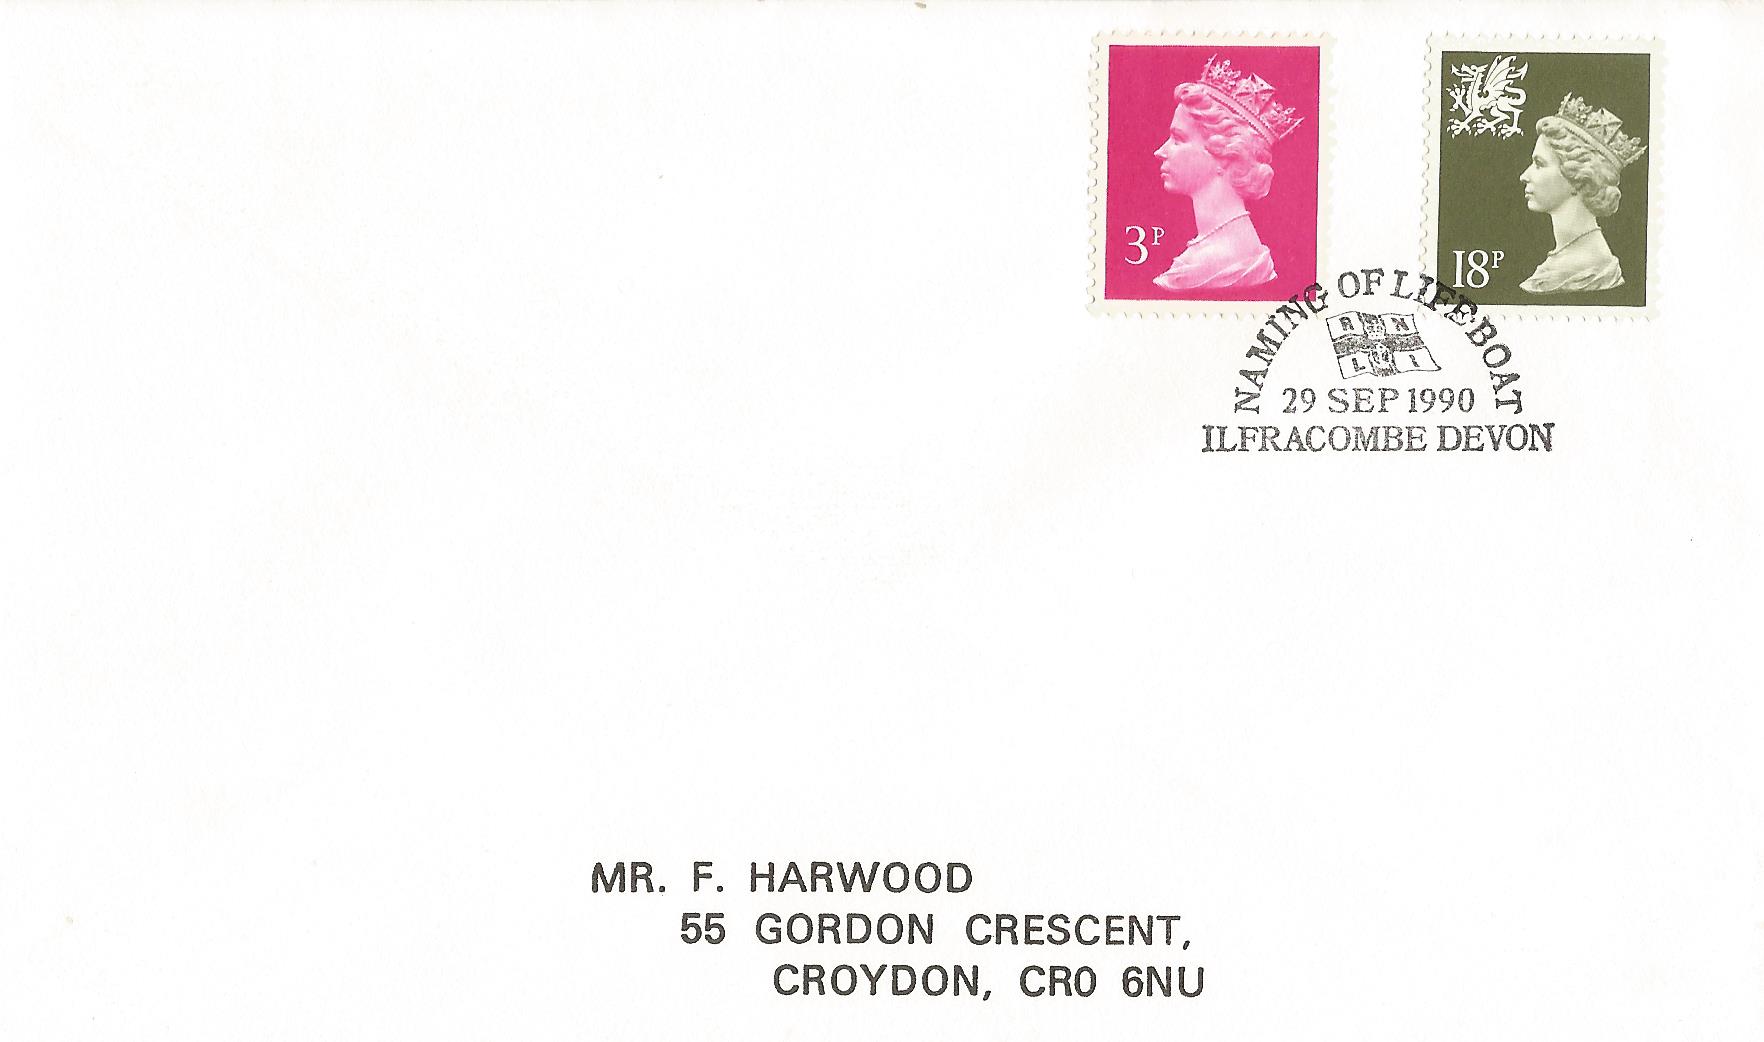 3P
18P
NAMING OF LIFEBOAT
R N
L I
29 SEP 1990
ILFRACOMBE DEVON
MR. F. HARWOOD
55 GORDON CRESCENT,
CROYDON, CR0 6NU